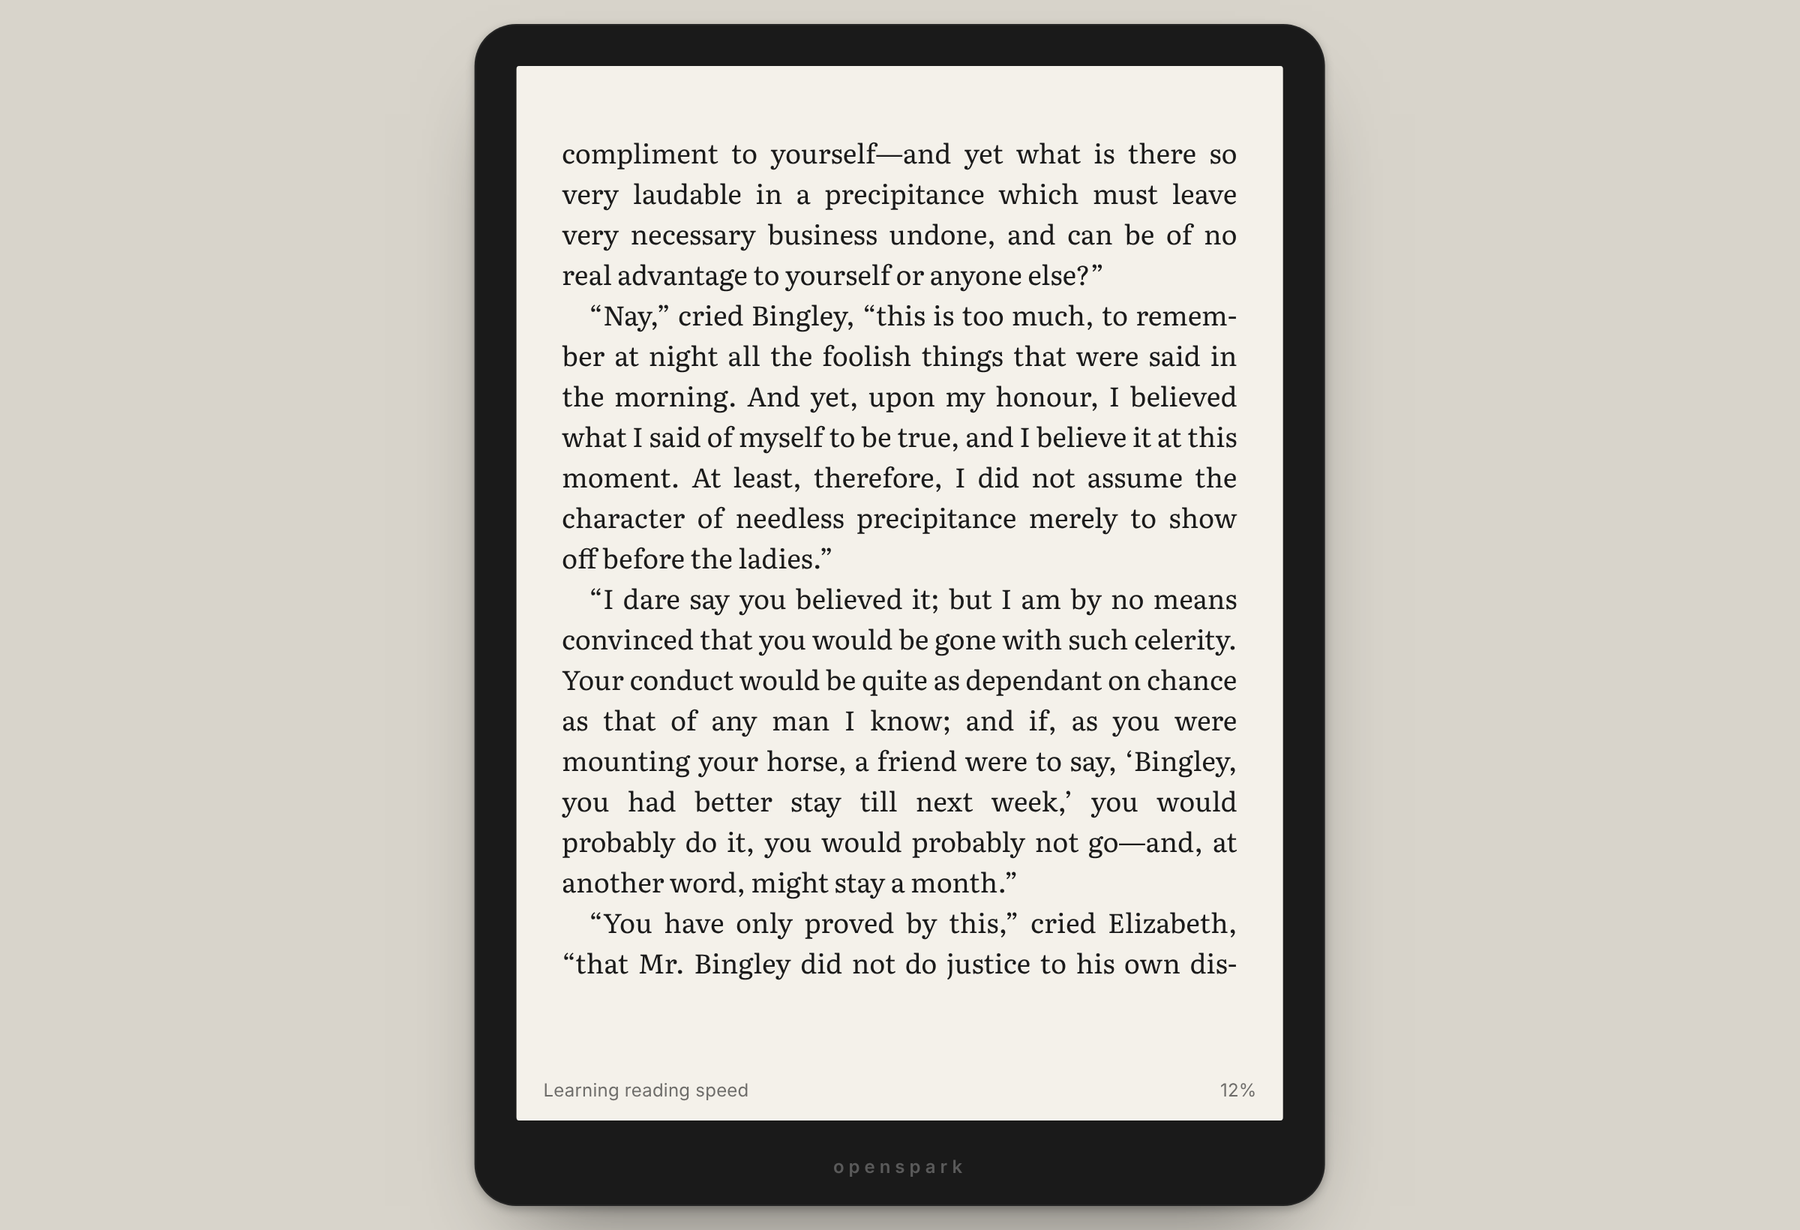 compliment to yourself—and yet what is there so
very laudable in a precipitance which must leave
very necessary business undone, and can be of no
real advantage to yourself or anyone else?”
“Nay,” cried Bingley, “this is too much, to remem-
ber at night all the foolish things that were said in
the morning. And yet, upon my honour, I believed
what I said of myself to be true, and I believe it at this
moment. At least, therefore, I did not assume the
character of needless precipitance merely to show
off before the ladies.”
“I dare say you believed it; but I am by no means
convinced that you would be gone with such celerity.
Your conduct would be quite as dependant on chance
as that of any man I know; and if, as you were
mounting your horse, a friend were to say, ‘Bingley,
you had better stay till next week,’ you would
probably do it, you would probably not go—and, at
another word, might stay a month.”
“You have only proved by this,” cried Elizabeth,
“that Mr. Bingley did not do justice to his own dis-
Learning reading speed 12%
openspark